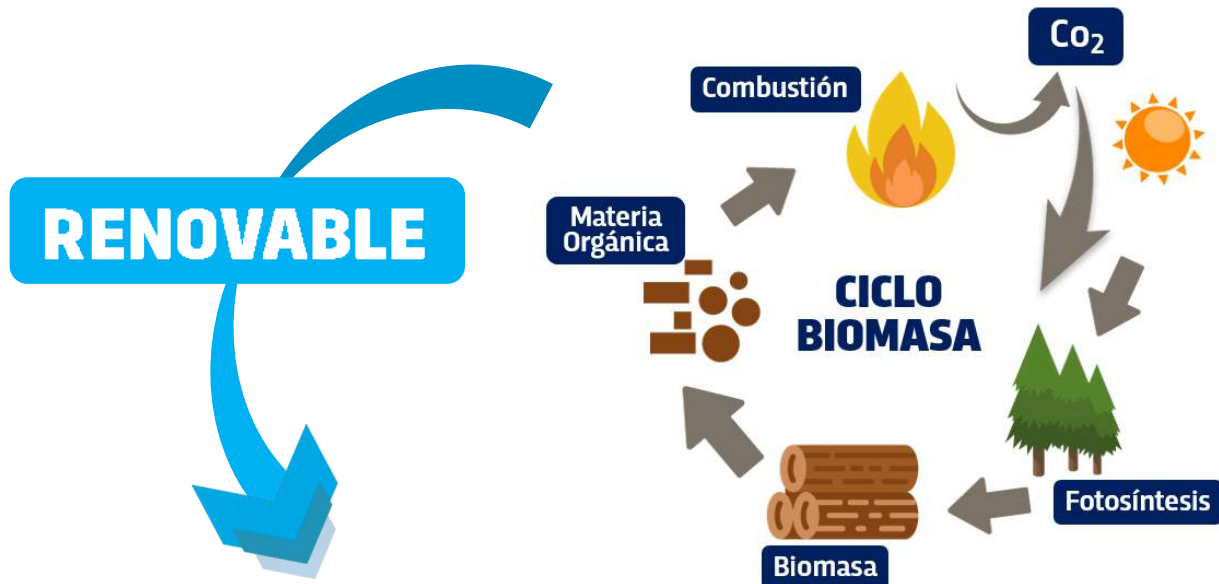 Co₂
Combustión
RENOVABLE
Materia
Orgánica
CICLO
BIOMASA
Fotosíntesis
Biomasa